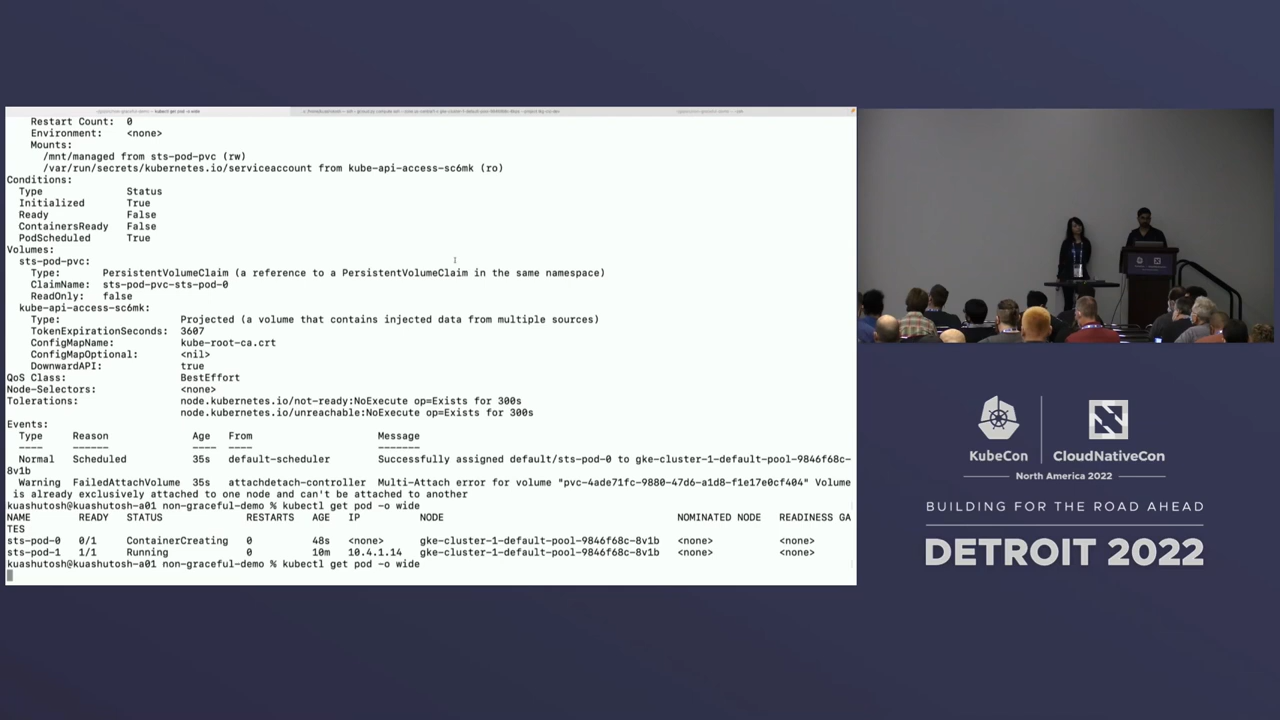 Restart Count: 0
Environment: <none>
Mounts:
/mnt/managed from sts-pod-pvc (rw)
/var/run/secrets/kubernetes.io/serviceaccount from kube-api-access-sc6mk (ro)
Conditions:
Type Status
Initialized True
Ready False
ContainersReady False
PodScheduled True
Volumes:
sts-pod-pvc:
Type: PersistentVolumeClaim (a reference to a PersistentVolumeClaim in the same namespace)
ClaimName: sts-pod-pvc-sts-pod-0
ReadOnly: false
kube-api-access-sc6mk:
Type: Projected (a volume that contains injected data from multiple sources)
TokenExpirationSeconds: 3607
ConfigMapName: kube-root-ca.crt
ConfigMapOptional: <nil>
DownwardAPI: true
QoS Class: BestEffort
Node-Selectors: <none>
Tolerations: node.kubernetes.io/not-ready:NoExecute op=Exists for 300s
node.kubernetes.io/unreachable:NoExecute op=Exists for 300s
Events:
Type Reason Age From Message
---- ------ ---- ---- -------
Normal Scheduled 35s default-scheduler Successfully assigned default/sts-pod-0 to gke-cluster-1-default-pool-9846f68c-
8v1b
Warning FailedAttachVolume 35s attachdetach-controller Multi-Attach error for volume "pvc-4ade71fc-9880-47d6-a1d8-f1e17e0cf404" Volume
is already exclusively attached to one node and can't be attached to another
kuashutosh@kuashutosh-a01 non-graceful-demo % kubectl get pod -o wide
NAME READY STATUS RESTARTS AGE IP NODE NOMINATED NODE READINESS GA
TES
sts-pod-0 0/1 ContainerCreating 0 48s <none> gke-cluster-1-default-pool-9846f68c-8v1b <none> <none>
sts-pod-1 1/1 Running 0 10m 10.4.1.14 gke-cluster-1-default-pool-9846f68c-8v1b <none> <none>
kuashutosh@kuashutosh-a01 non-graceful-demo % kubectl get pod -o wide
KubeCon
CloudNativeCon
North America 2022
BUILDING FOR THE ROAD AHEAD
DETROIT 2022